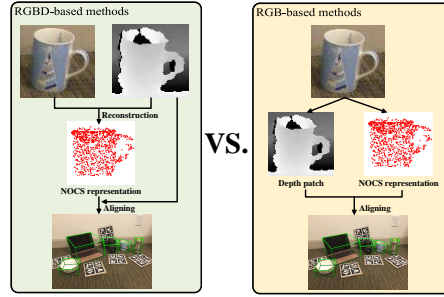 RGBD-based methods
Reconstruction
NOCS representation
Aligning
VS.
RGB-based methods
Depth patch
NOCS representation
Aligning